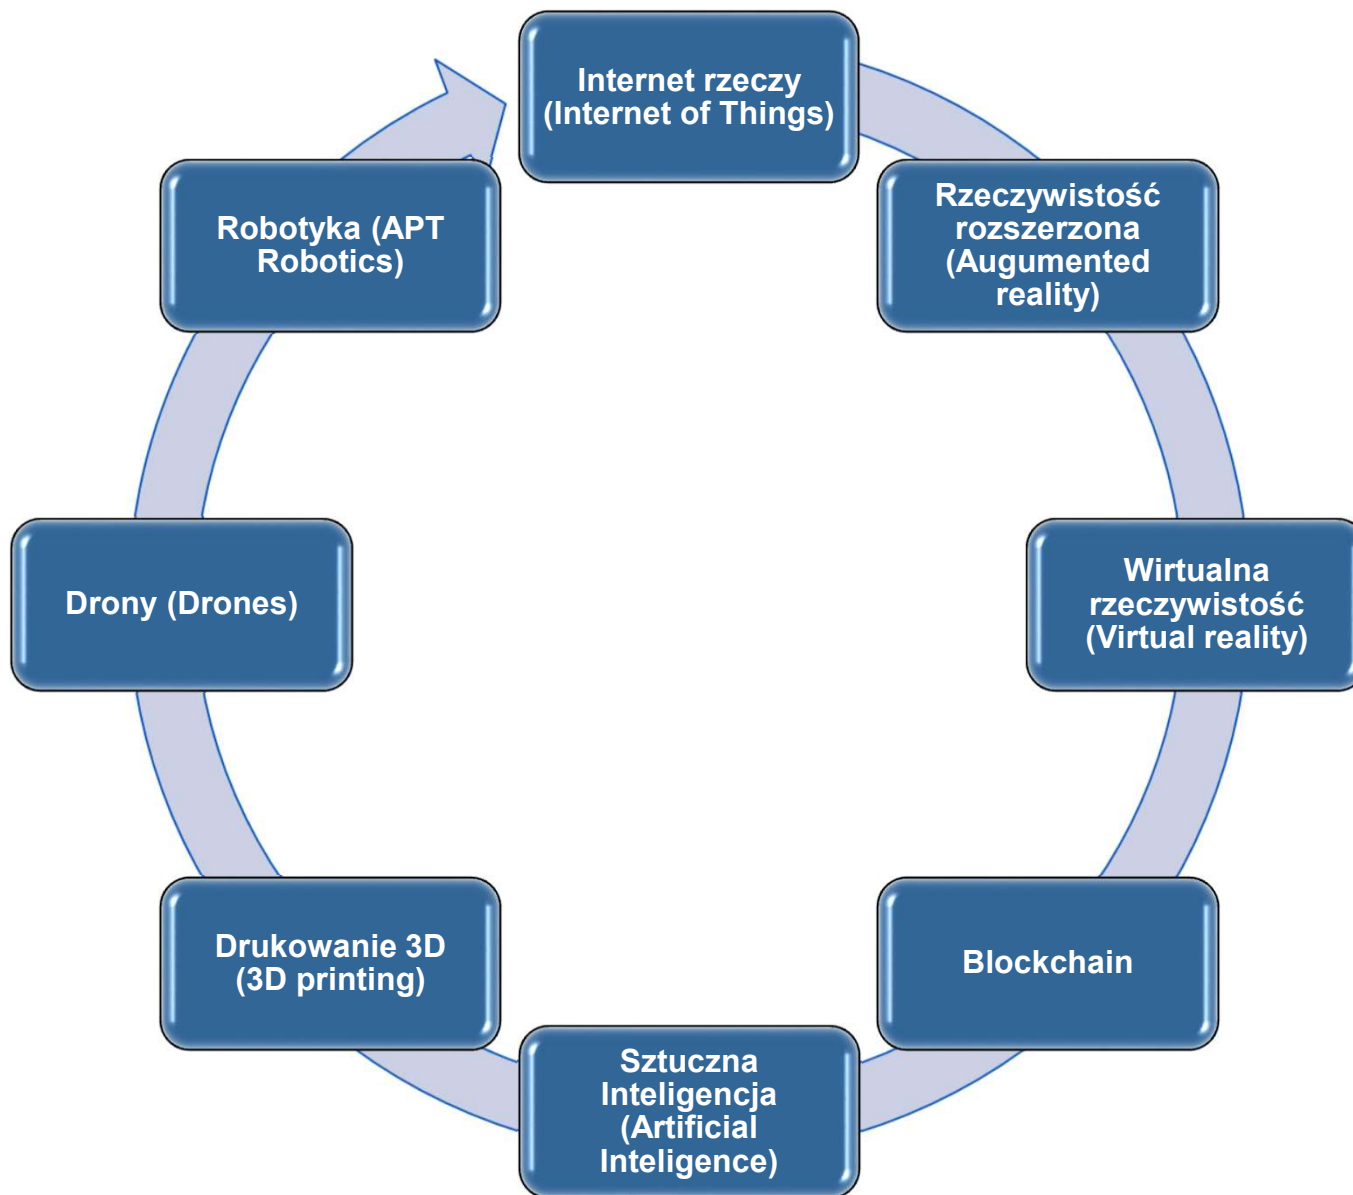 Internet rzeczy
(Internet of Things)
Rzeczywistość
rozszerzona
(Augumented
reality)
Wirtualna
rzeczywistość
(Virtual reality)
Blockchain
Sztuczna
Inteligencja
(Artificial
Inteligence)
Drukowanie 3D
(3D printing)
Drony (Drones)
Robotyka (APT
Robotics)